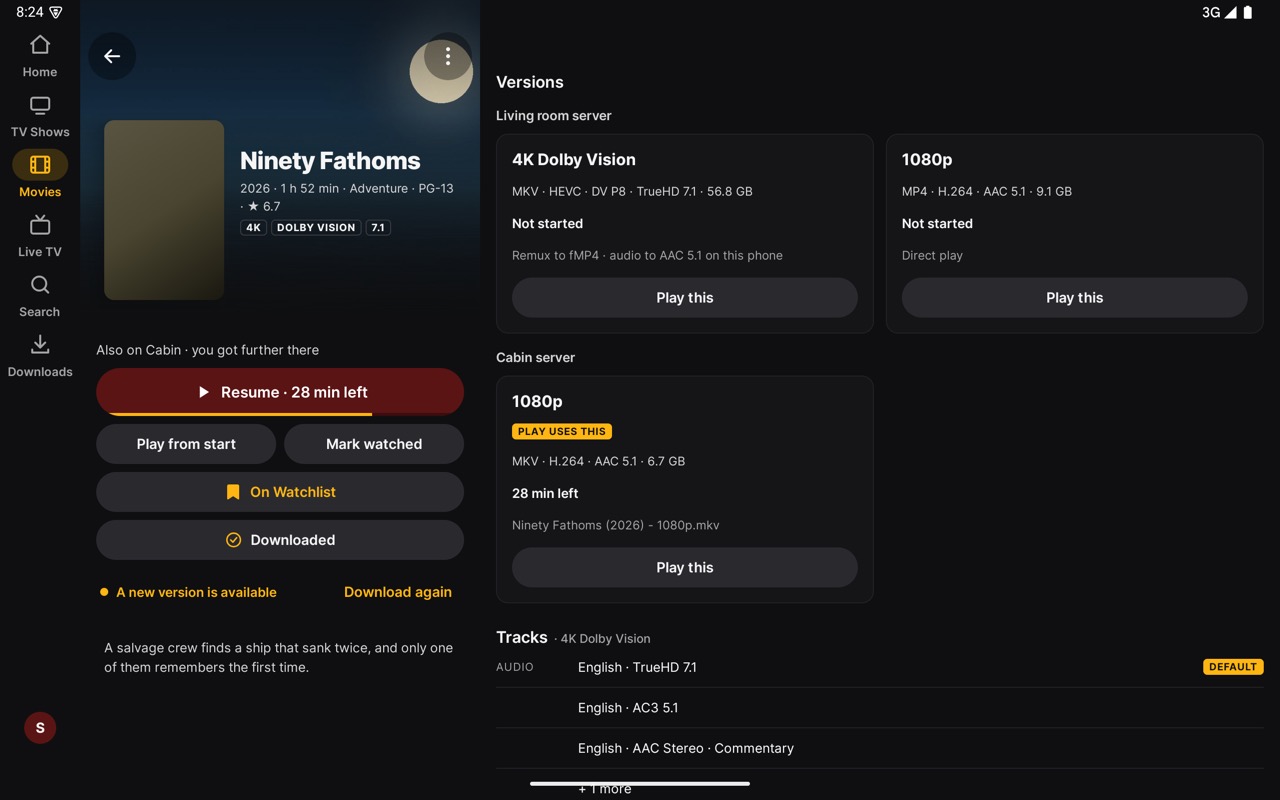 8:24
3G
Home
TV Shows
Movies
Live TV
Search
Downloads
S
Ninety Fathoms
2026 · 1 h 52 min · Adventure · PG-13
· ★ 6.7
4K DOLBY VISION 7.1
Also on Cabin · you got further there
Resume · 28 min left
Play from start
Mark watched
On Watchlist
Downloaded
A new version is available
Download again
A salvage crew finds a ship that sank twice, and only one
of them remembers the first time.
Versions
Living room server
4K Dolby Vision
MKV · HEVC · DV P8 · TrueHD 7.1 · 56.8 GB
Not started
Remux to fMP4 · audio to AAC 5.1 on this phone
Play this
1080p
MP4 · H.264 · AAC 5.1 · 9.1 GB
Not started
Direct play
Play this
Cabin server
1080p
PLAY USES THIS
MKV · H.264 · AAC 5.1 · 6.7 GB
28 min left
Ninety Fathoms (2026) - 1080p.mkv
Play this
Tracks · 4K Dolby Vision
AUDIO English · TrueHD 7.1 DEFAULT
English · AC3 5.1
English · AAC Stereo · Commentary
+ 1 more